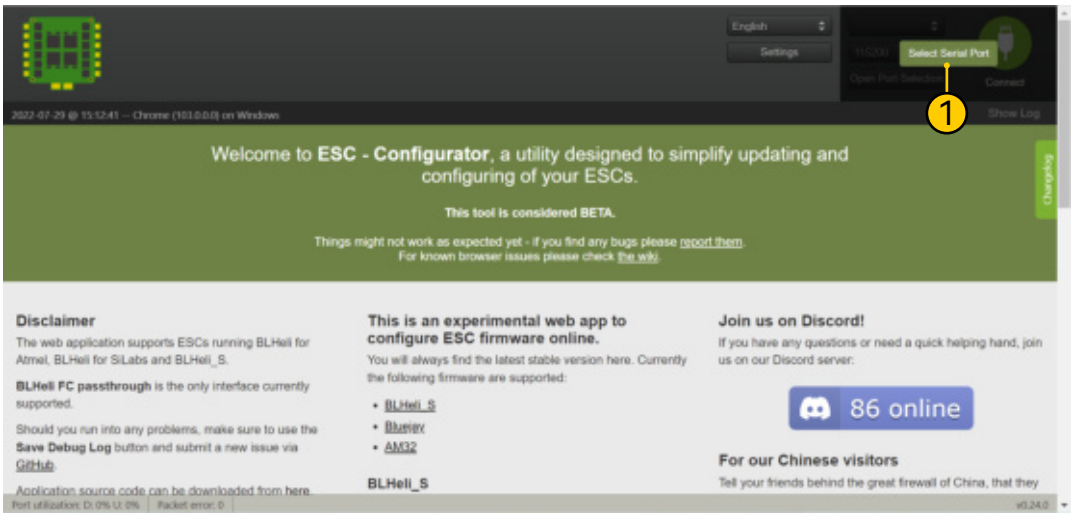 English
Settings
115200
Select Serial Port
Open Port Selection
Connect
1
2022-07-29 @ 15:12:41 -- Chrome (103.0.0.0) on Windows
Show Log
Welcome to ESC - Configurator, a utility designed to simplify updating and
configuring of your ESCs.
This tool is considered BETA.
Things might not work as expected yet - if you find any bugs please report them.
For known browser issues please check the wiki.
Changelog
Disclaimer
The web application supports ESCs running BLHeli for
Atmel, BLHeli for SiLabs and BLHeli_S.
BLHeli FC passthrough is the only interface currently
supported.
Should you run into any problems, make sure to use the
Save Debug Log button and submit a new issue via
GitHub.
Application source code can be downloaded from here.
This is an experimental web app to
configure ESC firmware online.
You will always find the latest stable version here. Currently
the following firmware are supported:
• BLHeli_S
• Bluejay
• AM32
BLHeli_S
Join us on Discord!
If you have any questions or need a quick helping hand, join
us on our Discord server:
86 online
For our Chinese visitors
Tell your friends behind the great firewall of China, that they
Port utilization: D: 0% U: 0%
Packet error: 0
v0.24.0